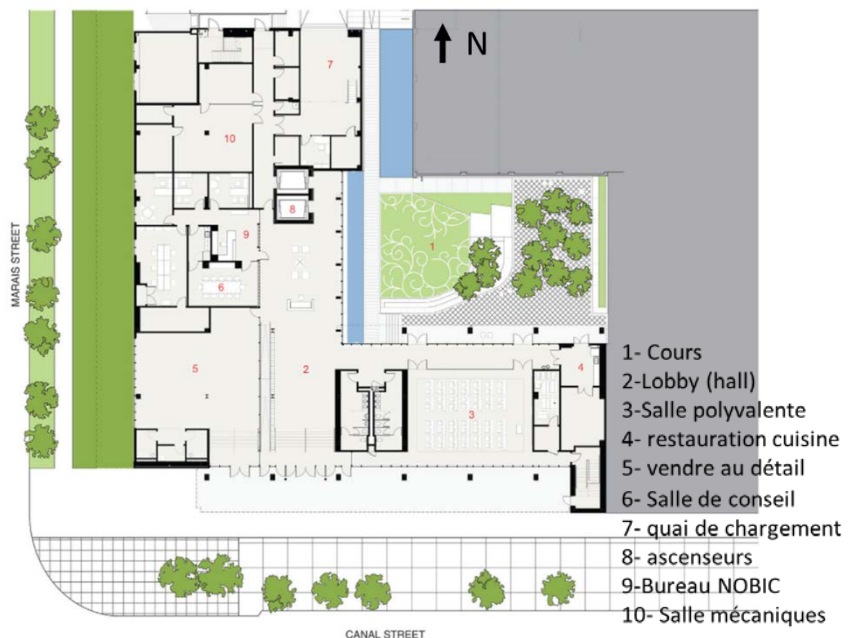 N
7
10
8
9
6
1
5
2
4
3
MARAIS STREET
1- Cours
2-Lobby (hall)
3-Salle polyvalente
4- restauration cuisine
5- vendre au détail
6- Salle de conseil
7- quai de chargement
8- ascenseurs
9-Bureau NOBIC
10- Salle mécaniques
CANAL STREET